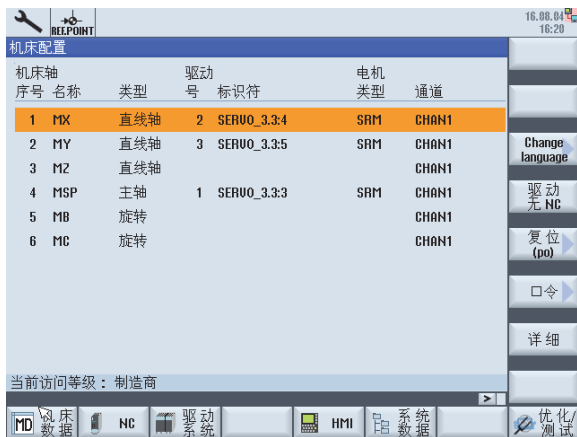 REF.POINT
16.08.04
16:20
机床配置
机床轴 驱动 电机
序号 名称 类型 号 标识符 类型 通道
1 MX 直线轴 2 SERVO_3.3:4 SRM CHAN1
2 MY 直线轴 3 SERVO_3.3:5 SRM CHAN1
3 MZ 直线轴 CHAN1
4 MSP 主轴 1 SERVO_3.3:3 SRM CHAN1
5 MB 旋转 CHAN1
6 MC 旋转 CHAN1
Change
language
驱动
无 NC
复位
(po)
口令
详细
当前访问等级： 制造商
MD 机床
数据
NC
驱动
系统
HMI
系统
数据
优化/
测试